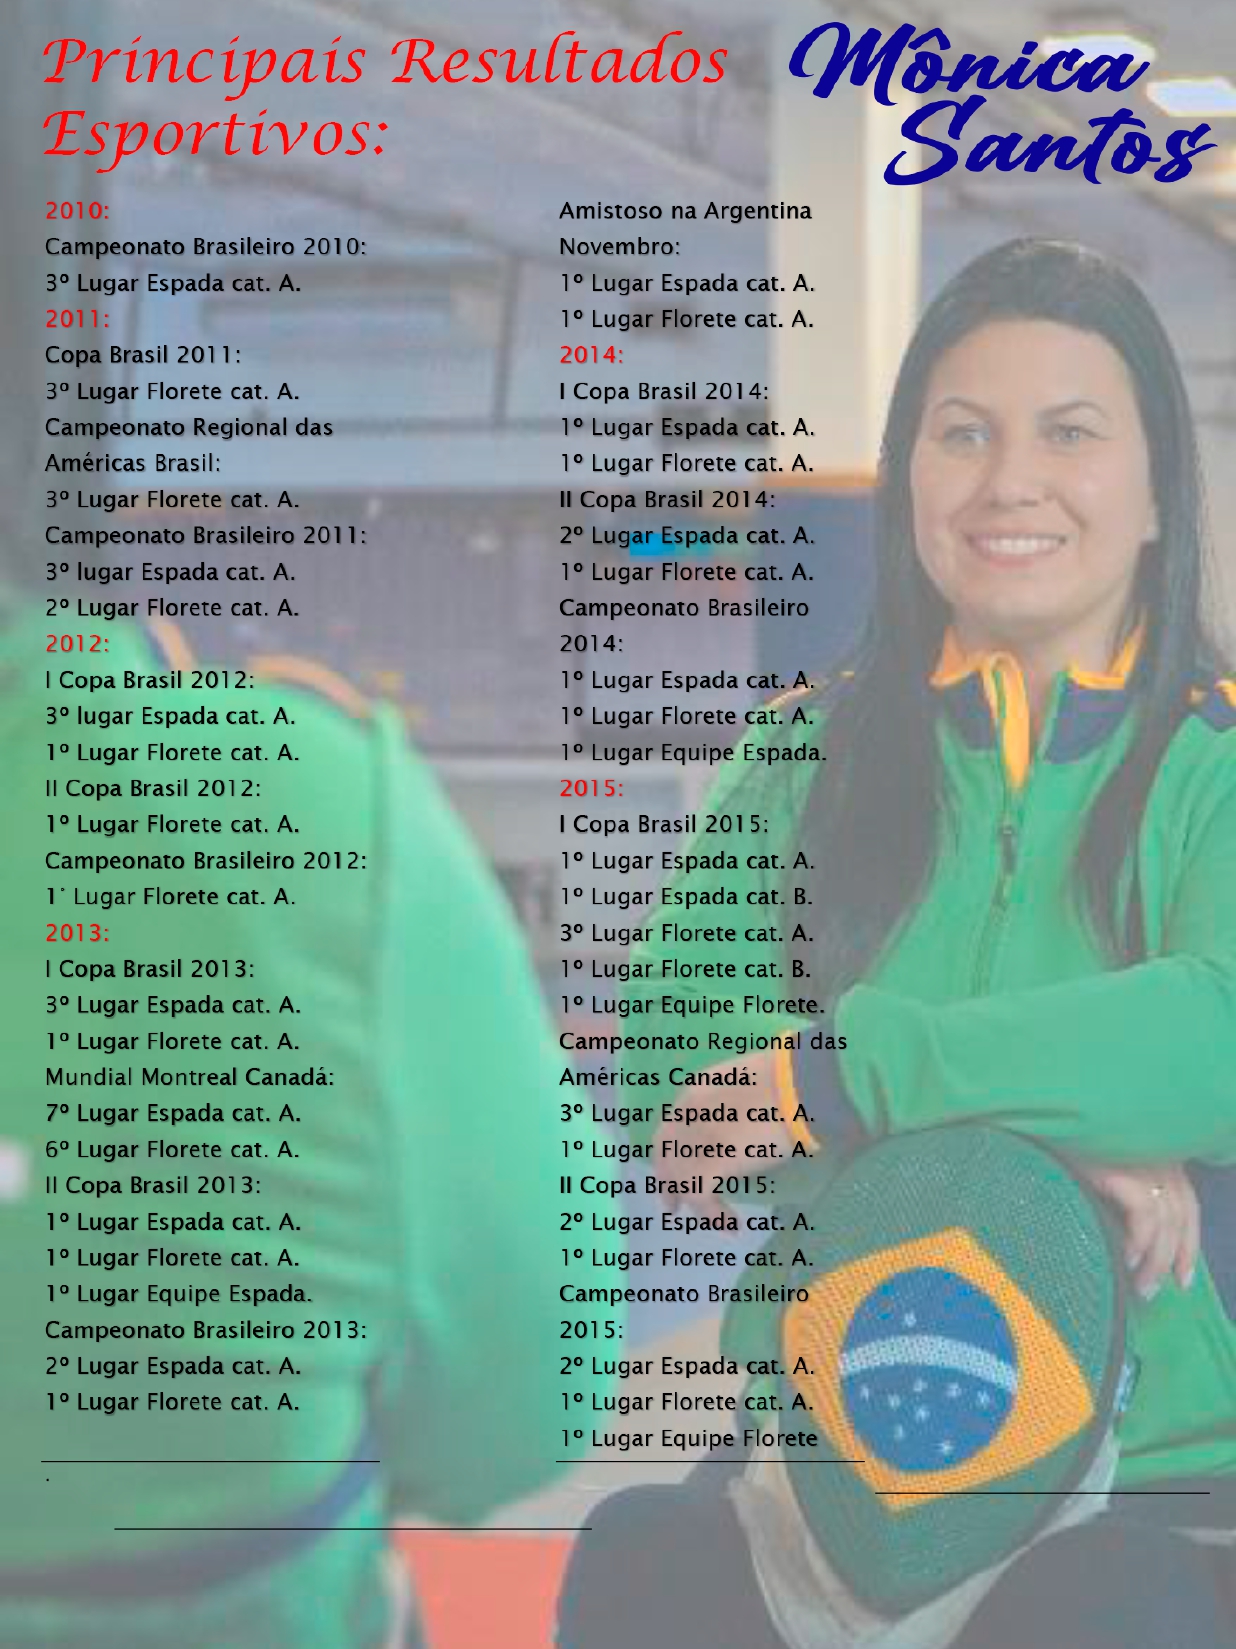 Principais Resultados
Esportivos:
Mônica
Santos
2010:
Campeonato Brasileiro 2010:
3º Lugar Espada cat. A.
2011:
Copa Brasil 2011:
3º Lugar Florete cat. A.
Campeonato Regional das
Américas Brasil:
3º Lugar Florete cat. A.
Campeonato Brasileiro 2011:
3º lugar Espada cat. A.
2º Lugar Florete cat. A.
2012:
I Copa Brasil 2012:
3º lugar Espada cat. A.
1º Lugar Florete cat. A.
II Copa Brasil 2012:
1º Lugar Florete cat. A.
Campeonato Brasileiro 2012:
1° Lugar Florete cat. A.
2013:
I Copa Brasil 2013:
3º Lugar Espada cat. A.
1º Lugar Florete cat. A.
Mundial Montreal Canadá:
7º Lugar Espada cat. A.
6º Lugar Florete cat. A.
II Copa Brasil 2013:
1º Lugar Espada cat. A.
1º Lugar Florete cat. A.
1º Lugar Equipe Espada.
Campeonato Brasileiro 2013:
2º Lugar Espada cat. A.
1º Lugar Florete cat. A.
.
Amistoso na Argentina
Novembro:
1º Lugar Espada cat. A.
1º Lugar Florete cat. A.
2014:
I Copa Brasil 2014:
1º Lugar Espada cat. A.
1º Lugar Florete cat. A.
II Copa Brasil 2014:
2º Lugar Espada cat. A.
1º Lugar Florete cat. A.
Campeonato Brasileiro
2014:
1º Lugar Espada cat. A.
1º Lugar Florete cat. A.
1º Lugar Equipe Espada.
2015:
I Copa Brasil 2015:
1º Lugar Espada cat. A.
1º Lugar Espada cat. B.
3º Lugar Florete cat. A.
1º Lugar Florete cat. B.
1º Lugar Equipe Florete.
Campeonato Regional das
Américas Canadá:
3º Lugar Espada cat. A.
1º Lugar Florete cat. A.
II Copa Brasil 2015:
2º Lugar Espada cat. A.
1º Lugar Florete cat. A.
Campeonato Brasileiro
2015:
2º Lugar Espada cat. A.
1º Lugar Florete cat. A.
1º Lugar Equipe Florete